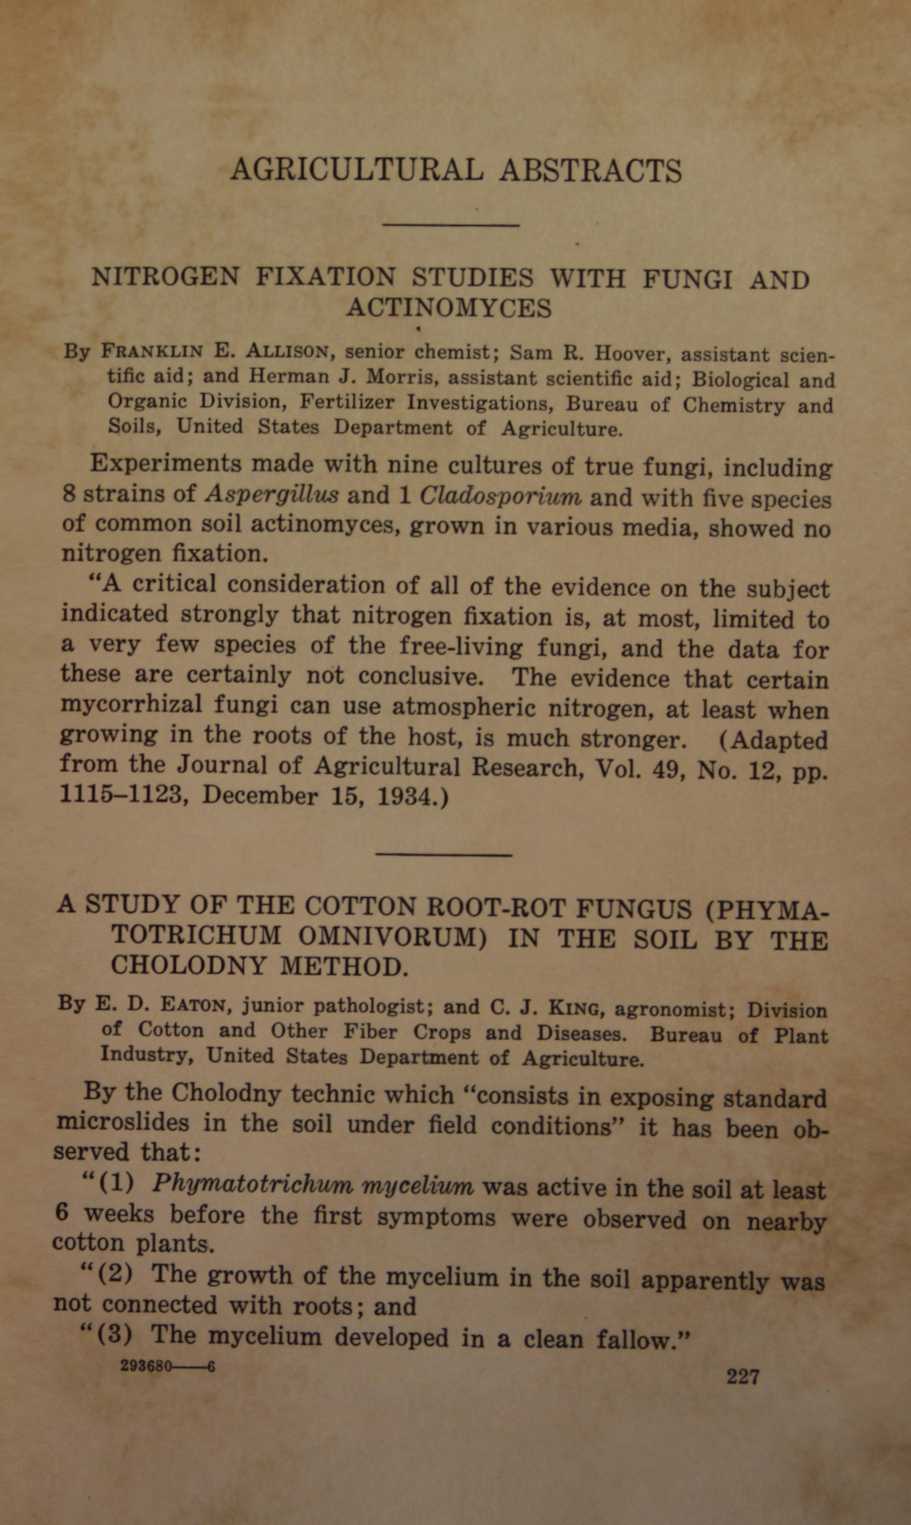 AGRICULTURAL ABSTRACTS
NITROGEN FIXATION STUDIES WITH FUNGI AND
ACTINOMYCES
By FRANKLIN E. ALLISON, senior chemist; Sam R. Hoover, assistant scien-
tific aid; and Herman J. Morris, assistant scientific aid; Biological and
Organic Division, Fertilizer Investigations, Bureau of Chemistry and
Soils, United States Department of Agriculture.
Experiments made with nine cultures of true fungi, including
8 strains of Aspergillus and 1 Cladosporium and with five species
of common soil actinomyces, grown in various media, showed no
nitrogen fixation.
“A critical consideration of all of the evidence on the subject
indicated strongly that nitrogen fixation is, at most, limited to
a very few species of the free-living fungi, and the data for
these are certainly not conclusive. The evidence that certain
mycorrhizal fungi can use atmospheric nitrogen, at least when
growing in the roots of the host, is much stronger. (Adapted
from the Journal of Agricultural Research, Vol. 49, No. 12, pp.
1115–1123, December 15, 1934.)
A STUDY OF THE COTTON ROOT-ROT FUNGUS (PHYMA-
TOTRICHUM OMNIVORUM) IN THE SOIL BY THE
CHOLODNY METHOD.
By E. D. EATON, junior pathologist; and C. J. KING, agronomist; Division
of Cotton and Other Fiber Crops and Diseases. Bureau of Plant
Industry, United States Department of Agriculture.
By the Cholodny technic which “consists in exposing standard
microslides in the soil under field conditions” it has been ob-
served that:
“(1) Phymatotrichum mycelium was active in the soil at least
6 weeks before the first symptoms were observed on nearby
cotton plants.
“(2) The growth of the mycelium in the soil apparently was
not connected with roots; and
“(3) The mycelium developed in a clean fallow.”
293680——6
227